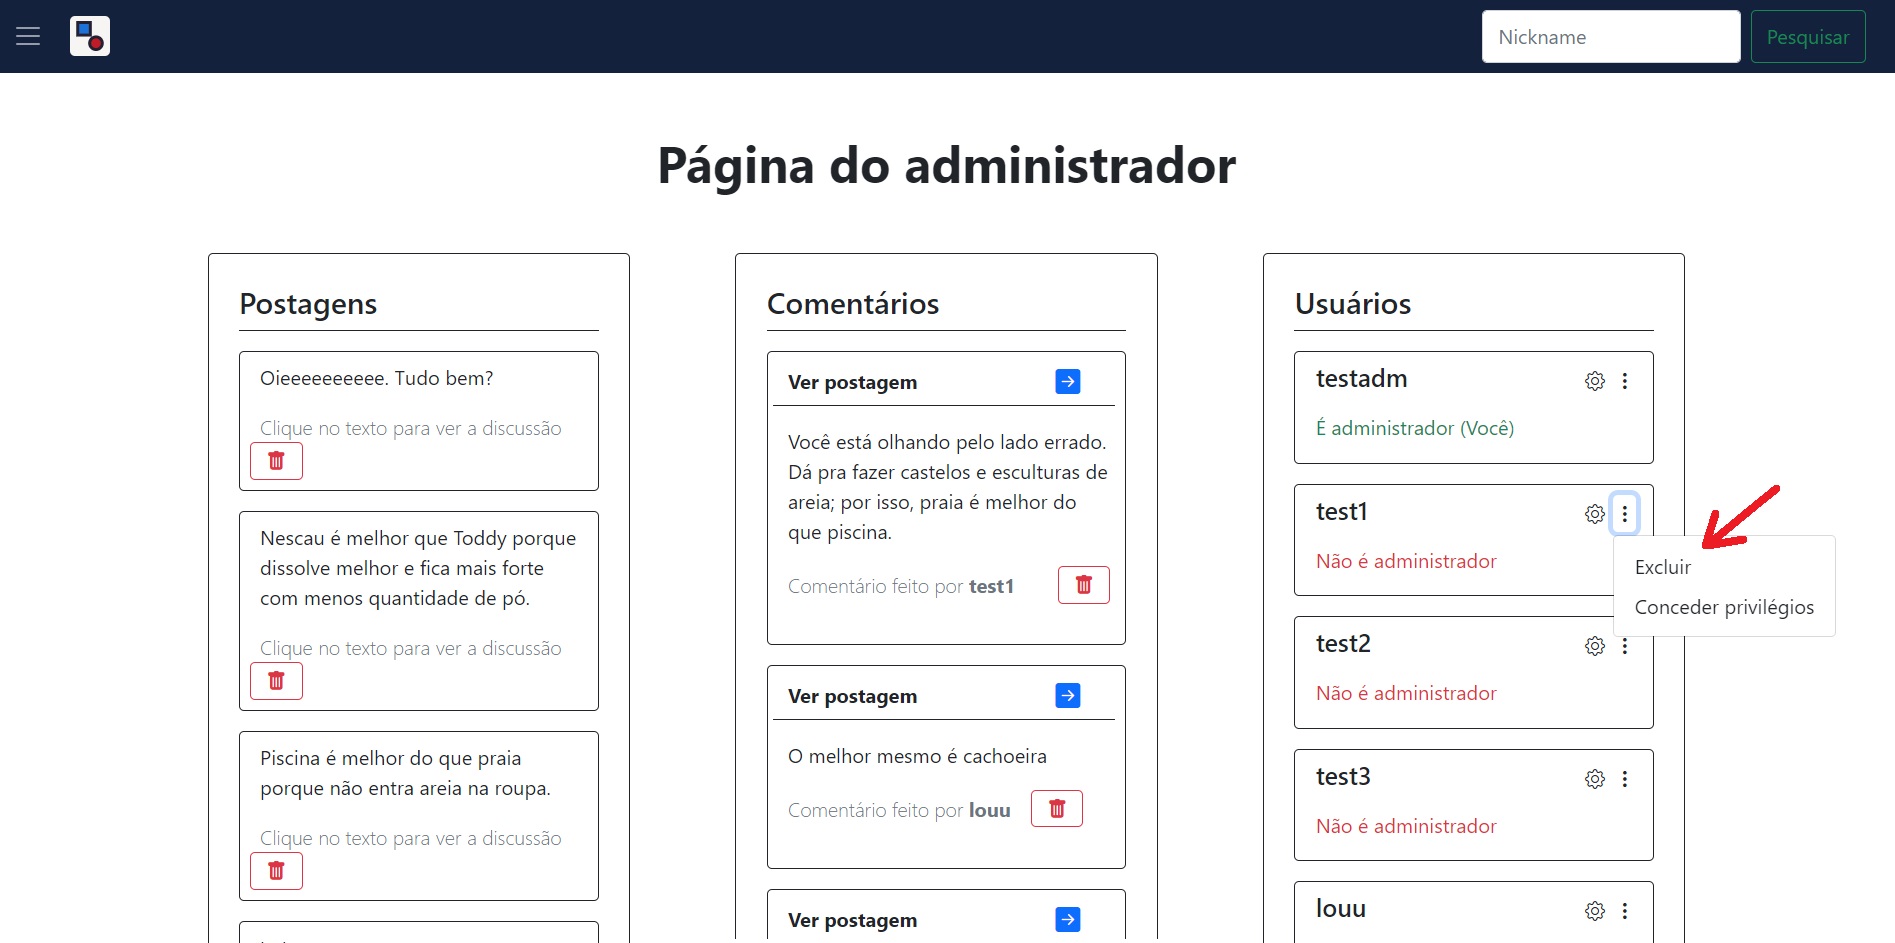 Nickname
Pesquisar
Página do administrador
Postagens
Oieeeeeeeeee. Tudo bem?
Clique no texto para ver a discussão
Nescau é melhor que Toddy porque
dissolve melhor e fica mais forte
com menos quantidade de pó.
Clique no texto para ver a discussão
Piscina é melhor do que praia
porque não entra areia na roupa.
Clique no texto para ver a discussão
Comentários
Ver postagem
Você está olhando pelo lado errado.
Dá pra fazer castelos e esculturas de
areia; por isso, praia é melhor do
que piscina.
Comentário feito por test1
Ver postagem
O melhor mesmo é cachoeira
Comentário feito por louu
Ver postagem
Usuários
testadm
É administrador (Você)
test1
Não é administrador
Excluir
Conceder privilégios
test2
Não é administrador
test3
Não é administrador
louu